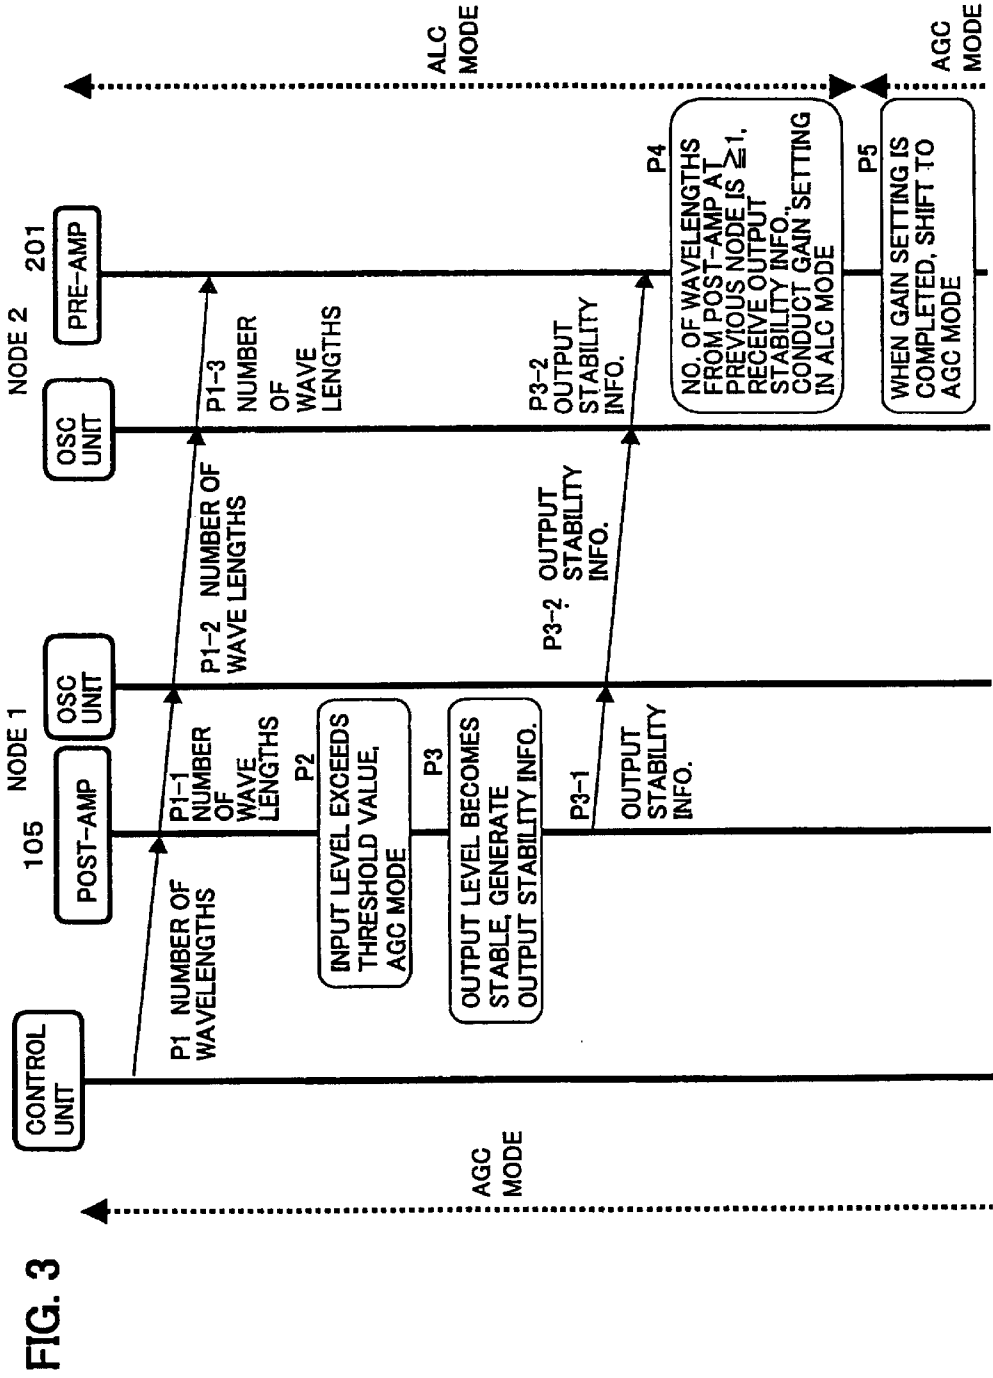 FIG. 3
CONTROL
UNIT
NODE 1
105
POST-AMP
OSC
UNIT
NODE 2
OSC
UNIT
201
PRE-AMP
AGC
MODE
ALC
MODE
AGC
MODE
P1 NUMBER OF
WAVELENGTHS
P1-1
NUMBER
OF WAVE
LENGTHS
P1-2 NUMBER OF
WAVE LENGTHS
P1-3
NUMBER
OF
WAVE
LENGTHS
P2
INPUT LEVEL EXCEEDS
THRESHOLD VALUE,
AGC MODE
P3
OUTPUT LEVEL BECOMES
STABLE, GENERATE
OUTPUT STABILITY INFO.
P3-1
OUTPUT
STABILITY
INFO.
P3-2 OUTPUT
STABILITY
INFO.
P3-2
OUTPUT
STABILITY
INFO.
P4
NO. OF WAVELENGTHS
FROM POST-AMP AT
PREVIOUS NODE IS ≧1,
RECEIVE OUTPUT
STABILITY INFO.,
CONDUCT GAIN SETTING
IN ALC MODE
P5
WHEN GAIN SETTING IS
COMPLETED, SHIFT TO
AGC MODE